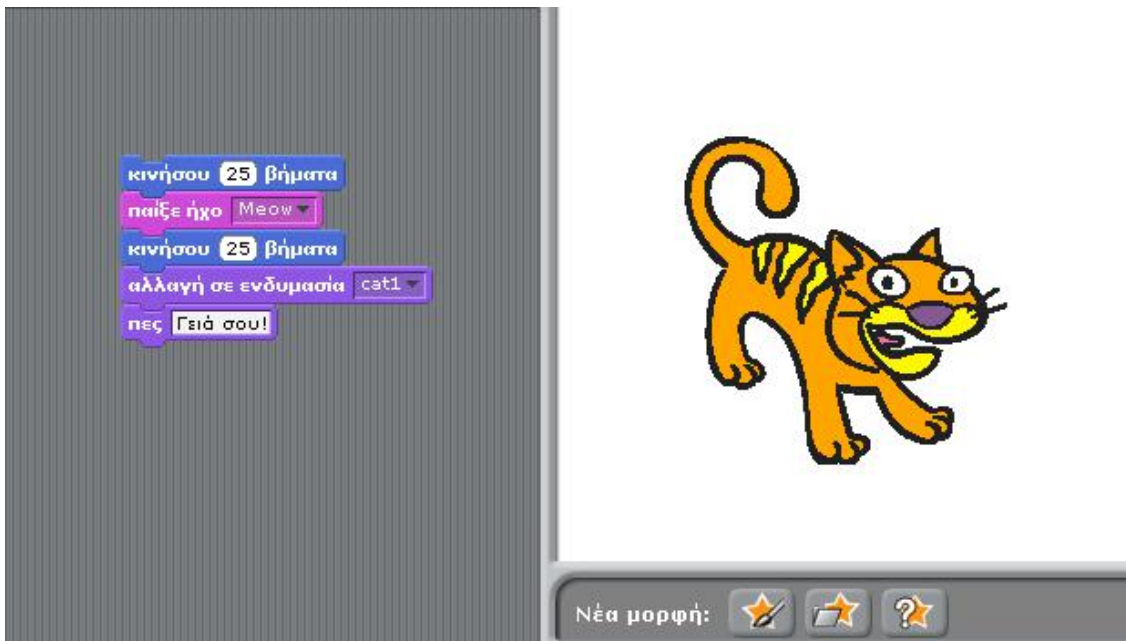 κινήσου 25 βήματα
παίξε ήχο Meow
κινήσου 25 βήματα
αλλαγή σε ενδυμασία cat1
πες Γειά σου!
Νέα μορφή: